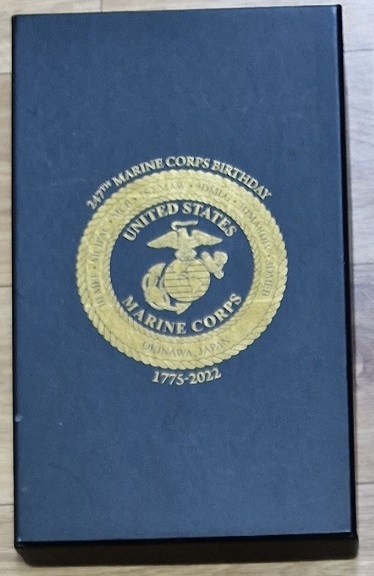 247TH MARINE CORPS BIRTHDAY
UNITED STATES
MARINE CORPS
OKINAWA, JAPAN
1775-2022